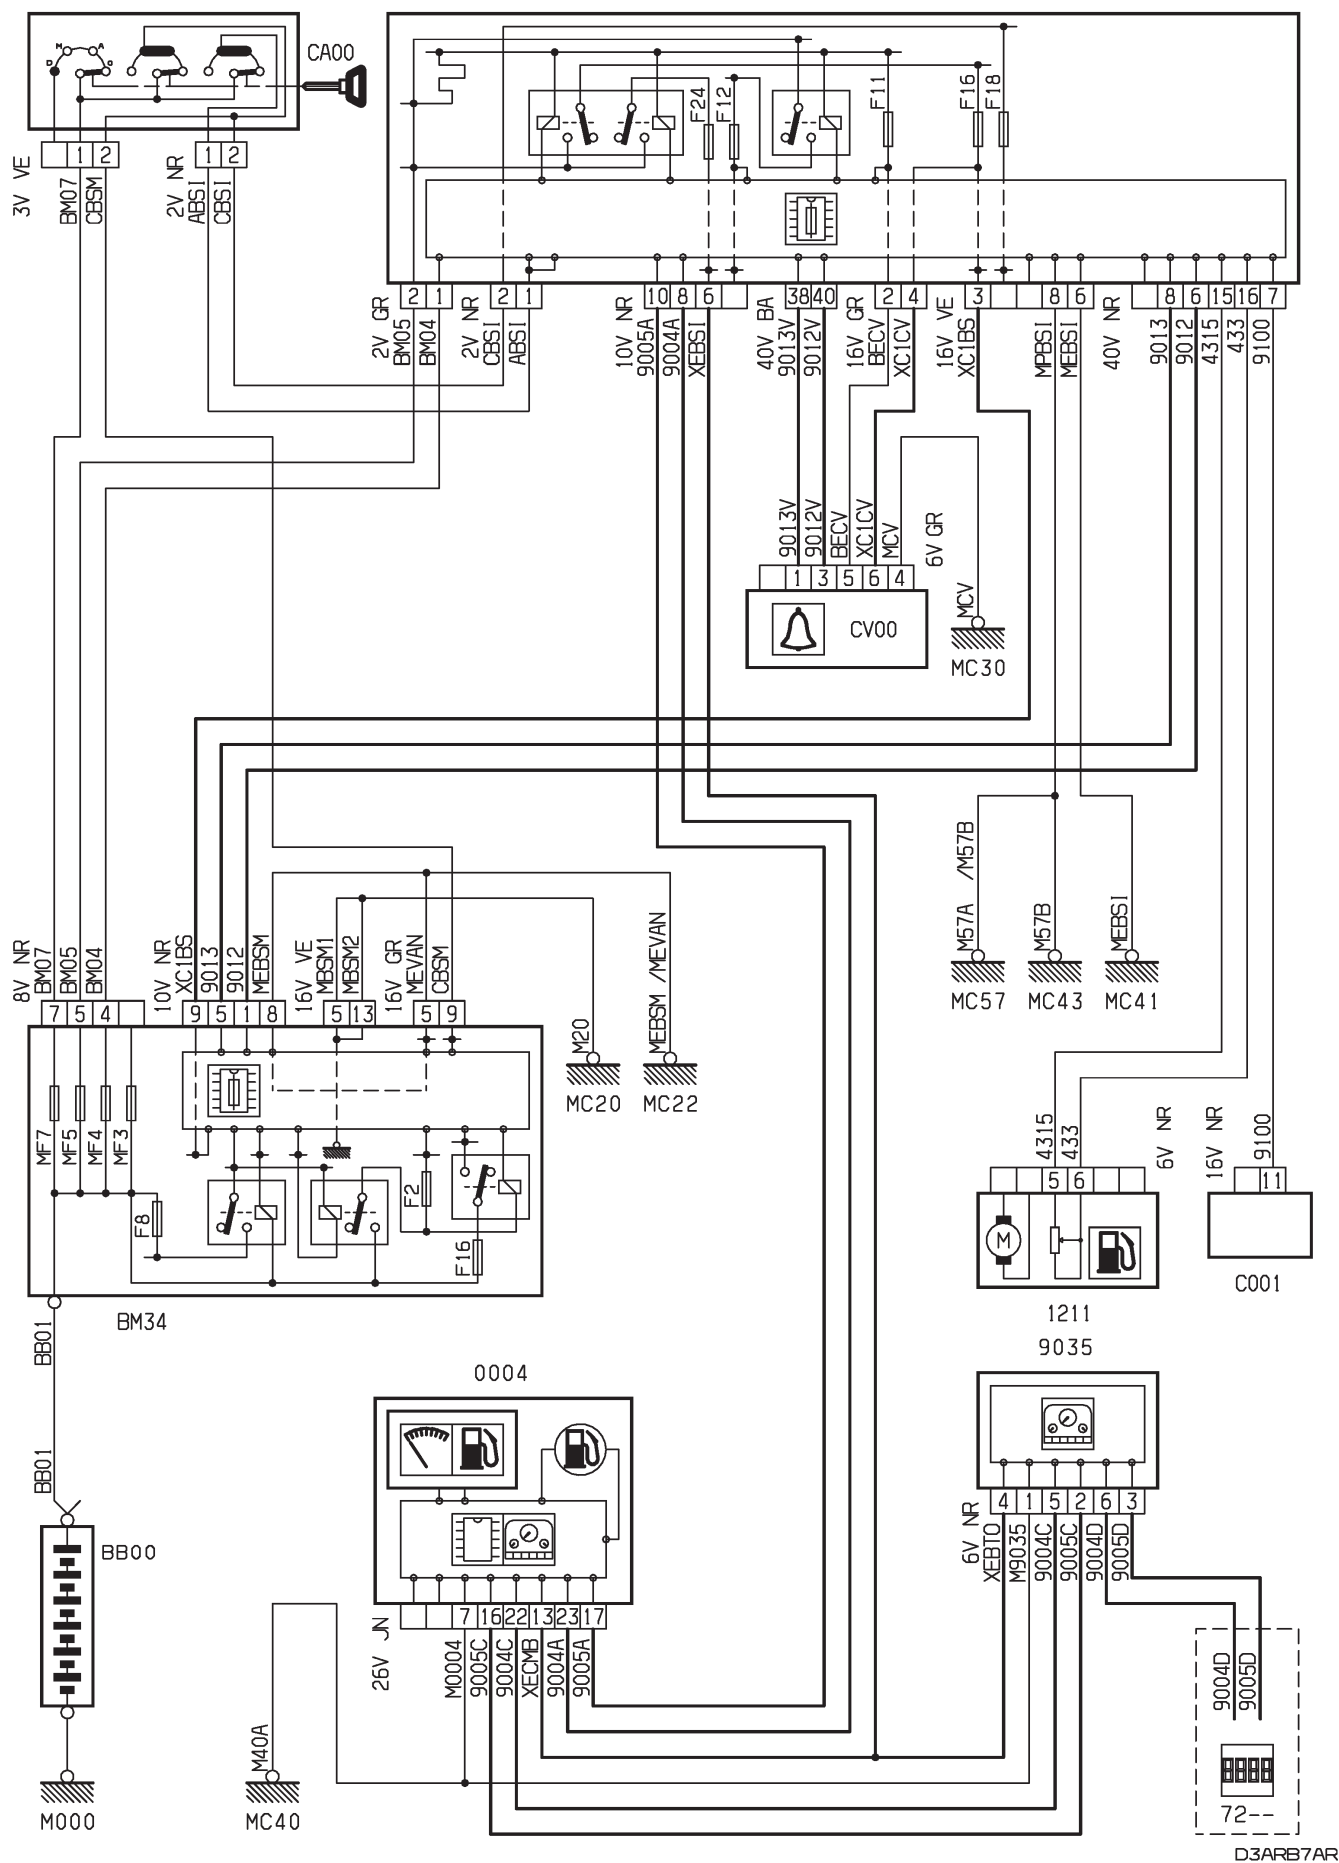 CA00
M A
D G
1 2
3V VE
BM07
CBSM
1 2
2V NR
ABSI
CBSI
F24
F12
F11
F16
F18
2 1
2V GR
BM05
BM04
2 1
2V NR
CBSI
ABSI
10 8 6
10V NR
9005A
9004A
XEBSI
38 40
40V BA
9013V
9012V
2 4
16V GR
BECV
XC1CV
3 8 6
16V VE
XC1BS
MPBSI
MEBSI
8 6 15 16 7
40V NR
9013
9012
4315
433
9100
9013V
9012V
BECV
XC1CV
MCV
6V GR
1 3 5 6 4
CV00
MCV
MC30
M57A /M57B
M57B
MEBSI
MC57
MC43
MC41
8V NR
BM07
BM05
BM04
7 5 4
10V NR
XC1BS
9013
9012
MEBSM
9 5 1 8
16V VE
MBSM1
MBSM2
5 13
16V GR
MEVAN
CBSM
5 9
M20
MEBSM /MEVAN
MC20
MC22
MF7
MF5
MF4
MF3
F8
F2
F16
BM34
BB01
BB01
BB00
M000
4315
433
6V NR
5 6
M
1211
16V NR
9100
11
C001
9035
4 1 5 2 6 3
6V NR
XEBTO
M9035
9004C
9005C
9004D
9005D
0004
7 16 22 13 23 17
26V JN
M0004
9005C
9004C
XECMB
9004A
9005A
M40A
MC40
9004D
9005D
72--
D3ARB7AR